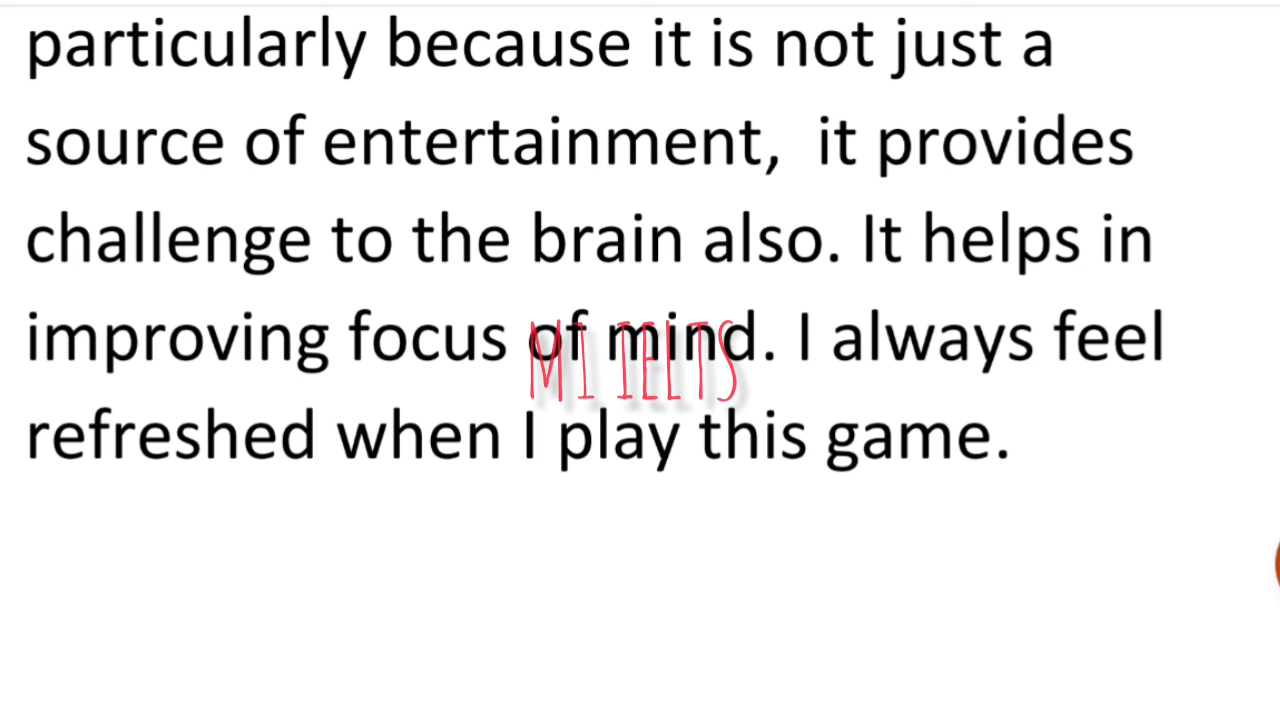 particularly because it is not just a
source of entertainment,  it provides
challenge to the brain also. It helps in
improving focus of mind. I always feel
M1 IELTS
refreshed when I play this game.